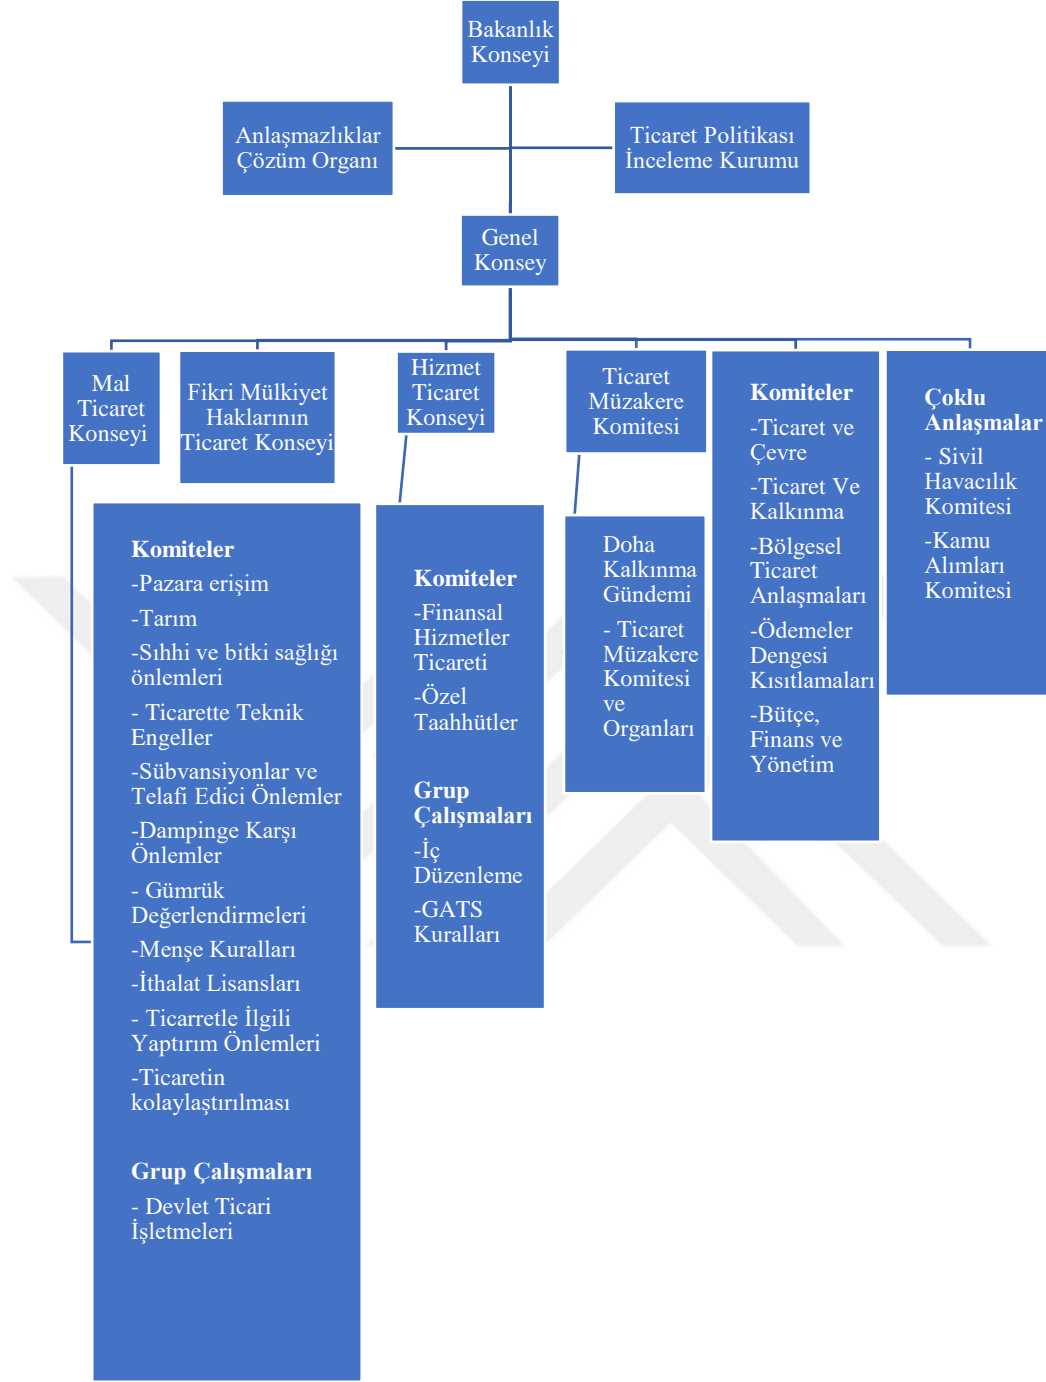 Bakanlık
Konseyi
Anlaşmazlıklar
Çözüm Organı
Ticaret Politikası
İnceleme Kurumu
Genel
Konsey
Mal
Ticaret
Konseyi
Fikri Mülkiyet
Haklarının
Ticaret Konseyi
Hizmet
Ticaret
Konseyi
Ticaret
Müzakere
Komitesi
Komiteler
-Ticaret ve
Çevre
-Ticaret Ve
Kalkınma
-Bölgesel
Ticaret
Anlaşmaları
-Ödemeler
Dengesi
Kısıtlamaları
-Bütçe,
Finans ve
Yönetim
Çoklu
Anlaşmalar
- Sivil
Havacılık
Komitesi
-Kamu
Alımları
Komitesi
Komiteler
-Pazara erişim
-Tarım
-Sıhhi ve bitki sağlığı
önlemleri
- Ticarette Teknik
Engeller
-Sübvansiyonlar ve
Telafi Edici Önlemler
-Dampinge Karşı
Önlemler
- Gümrük
Değerlendirmeleri
-Menşe Kuralları
-İthalat Lisansları
- Ticarretle İlgili
Yaptırım Önlemleri
-Ticaretin
kolaylaştırılması
Grup Çalışmaları
- Devlet Ticari
İşletmeleri
Komiteler
-Finansal
Hizmetler
Ticareti
-Özel
Taahhütler
Grup
Çalışmaları
-İç
Düzenleme
-GATS
Kuralları
Doha
Kalkınma
Gündemi
- Ticaret
Müzakere
Komitesi
ve
Organları